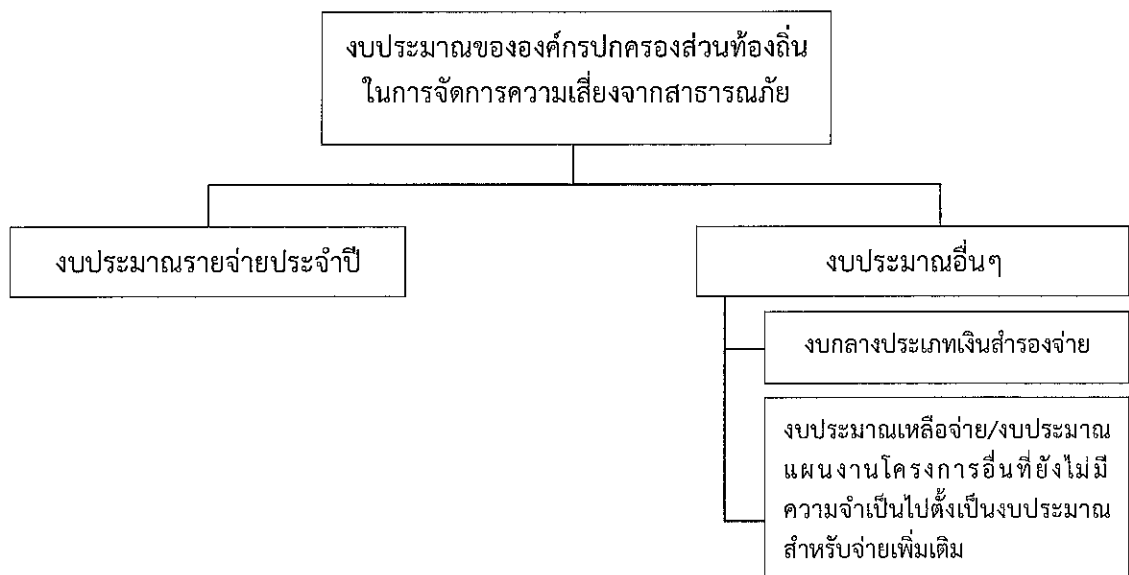 งบประมาณขององค์กรปกครองส่วนท้องถิ่น
ในการจัดการความเสี่ยงจากสาธารณภัย
งบประมาณรายจ่ายประจำปี
งบประมาณอื่นๆ
งบกลางประเภทเงินสำรองจ่าย
งบประมาณเหลือจ่าย/งบประมาณ
แผนงานโครงการอื่นที่ยังไม่มี
ความจำเป็นไปตั้งเป็นงบประมาณ
สำหรับจ่ายเพิ่มเติม